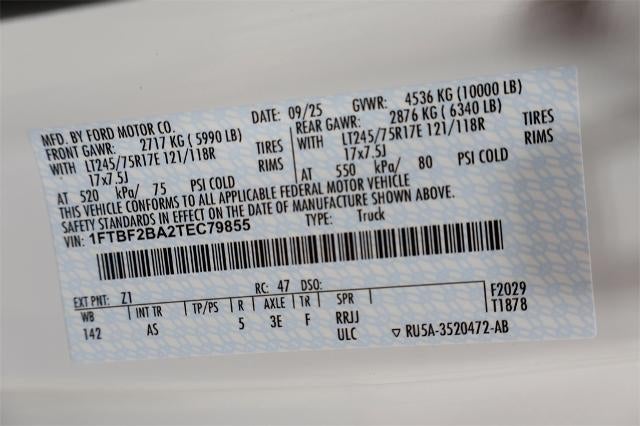 MFD. BY FORD MOTOR CO. DATE: 09/25 GVWR: 4536 KG (10000 LB)
FRONT GAWR: 2717 KG (5990 LB) REAR GAWR: 2876 KG (6340 LB)
WITH LT245/75R17E 121/118R TIRES WITH LT245/75R17E 121/118R TIRES
17x7.5J RIMS 17x7.5J RIMS
AT 520 kPa/ 75 PSI COLD AT 550 kPa/ 80 PSI COLD
THIS VEHICLE CONFORMS TO ALL APPLICABLE FEDERAL MOTOR VEHICLE
SAFETY STANDARDS IN EFFECT ON THE DATE OF MANUFACTURE SHOWN ABOVE.
VIN: 1FTBF2BA2TEC79855 TYPE: Truck
EXT PNT: Z1 RC: 47 DSO: F2029
WB INT TR TP/PS R AXLE TR SPR T1878
142 AS 5 3E F RRJJ
ULC ▽ RU5A-3520472-AB